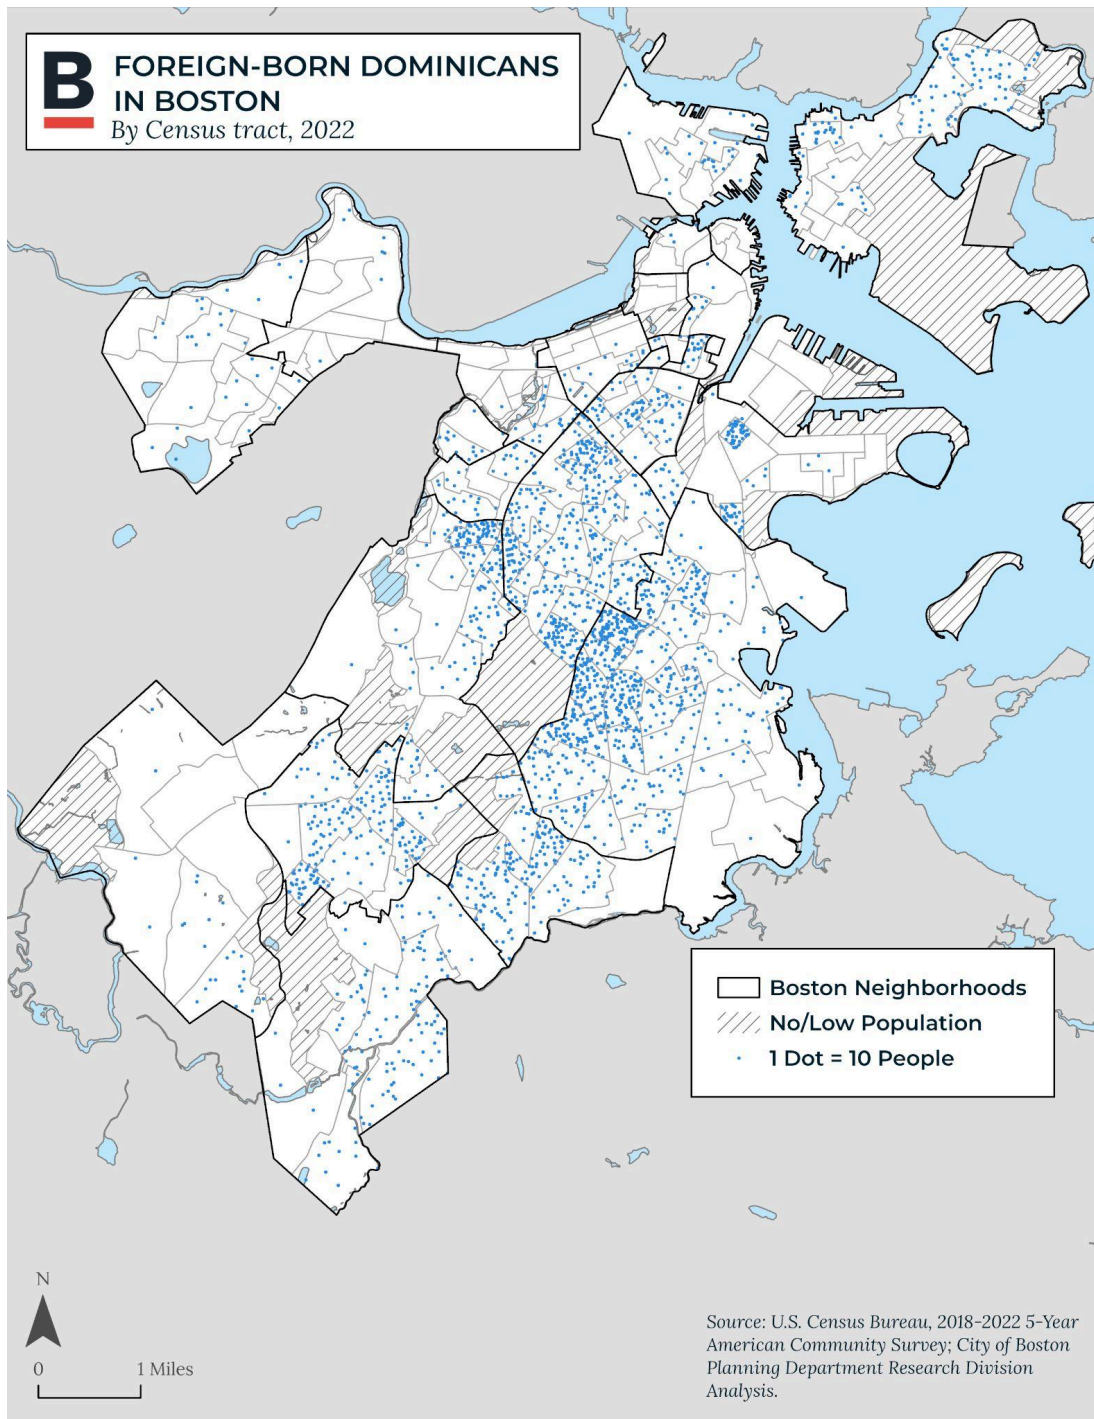 B
FOREIGN-BORN DOMINICANS
IN BOSTON
By Census tract, 2022
Boston Neighborhoods
No/Low Population
1 Dot = 10 People
N
0 1 Miles
Source: U.S. Census Bureau, 2018-2022 5-Year
American Community Survey; City of Boston
Planning Department Research Division
Analysis.